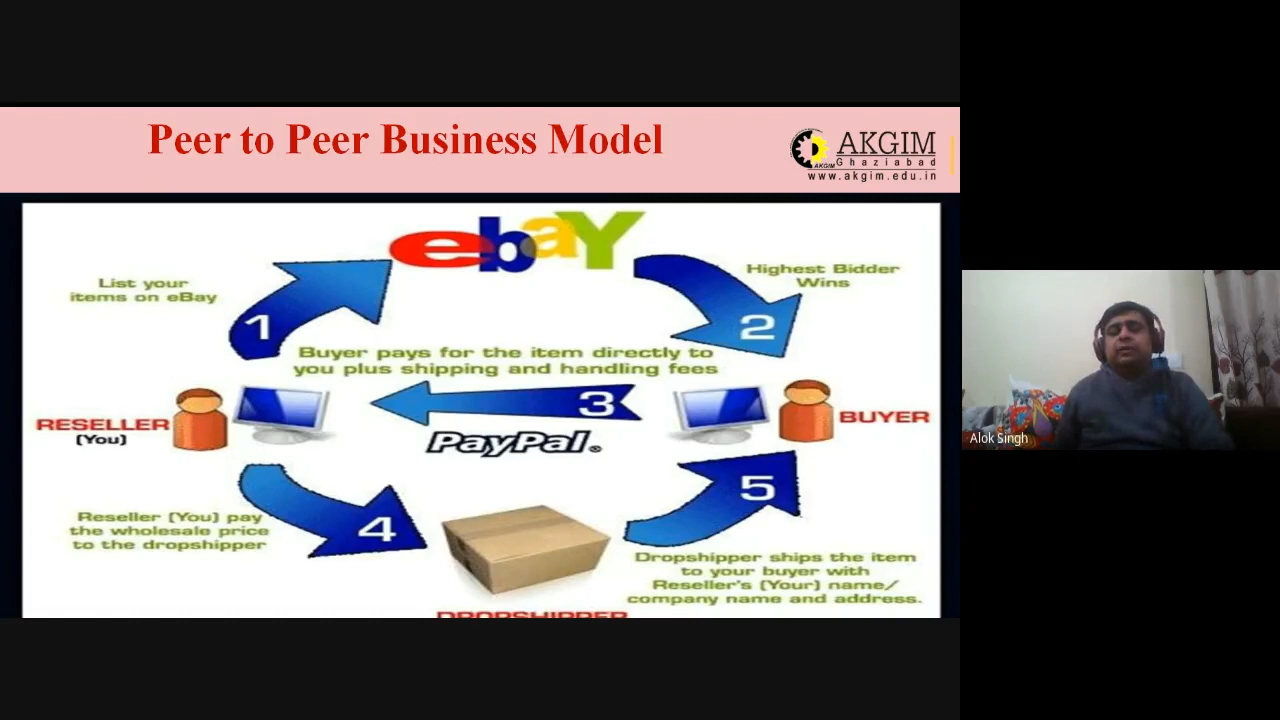 Peer to Peer Business Model
AKGIM
Ghaziabad
www.akgim.edu.in
AKGIM
ebaY
List your
items on eBay
1
Highest Bidder
Wins
2
Buyer pays for the item directly to
you plus shipping and handling fees
3
PayPal®
RESELLER
(You)
BUYER
Reseller (You) pay
the wholesale price
to the dropshipper
4
5
Dropshipper ships the item
to your buyer with
Reseller's (Your) name/
company name and address.
DROPSHIPPER
Alok Singh